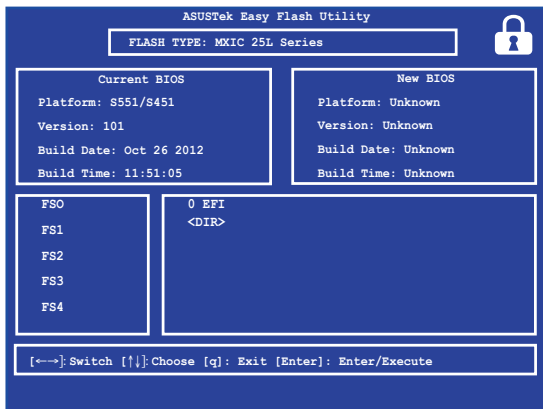 ASUSTek Easy Flash Utility
FLASH TYPE: MXIC 25L Series
Current BIOS
Platform: S551/S451
Version: 101
Build Date: Oct 26 2012
Build Time: 11:51:05
New BIOS
Platform: Unknown
Version: Unknown
Build Date: Unknown
Build Time: Unknown
FSO
FS1
FS2
FS3
FS4
0 EFI
<DIR>
[←→]: Switch [↑↓]: Choose [q]: Exit [Enter]: Enter/Execute